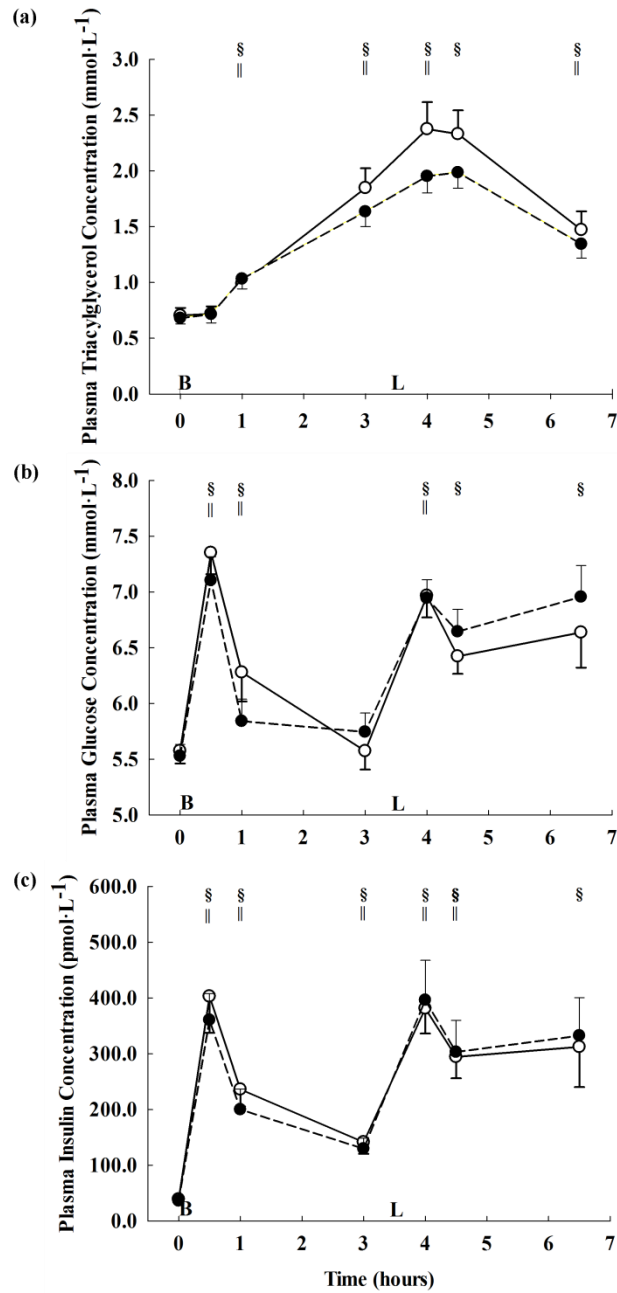 (a)
Plasma Triacylglycerol Concentration (mmol·L⁻¹)
§ § § § §
|| || || ||
3.0
2.5
2.0
1.5
1.0
0.5
0.0
B L
0 1 2 3 4 5 6 7
(b)
Plasma Glucose Concentration (mmol·L⁻¹)
8.0
§ § § § §
|| || ||
7.5
7.0
6.5
6.0
5.5
5.0
B L
0 1 2 3 4 5 6 7
(c)
Plasma Insulin Concentration (pmol·L⁻¹)
600.0
§ § § § § §
|| || || || ||
500.0
400.0
300.0
200.0
100.0
0.0
B L
0 1 2 3 4 5 6 7
Time (hours)